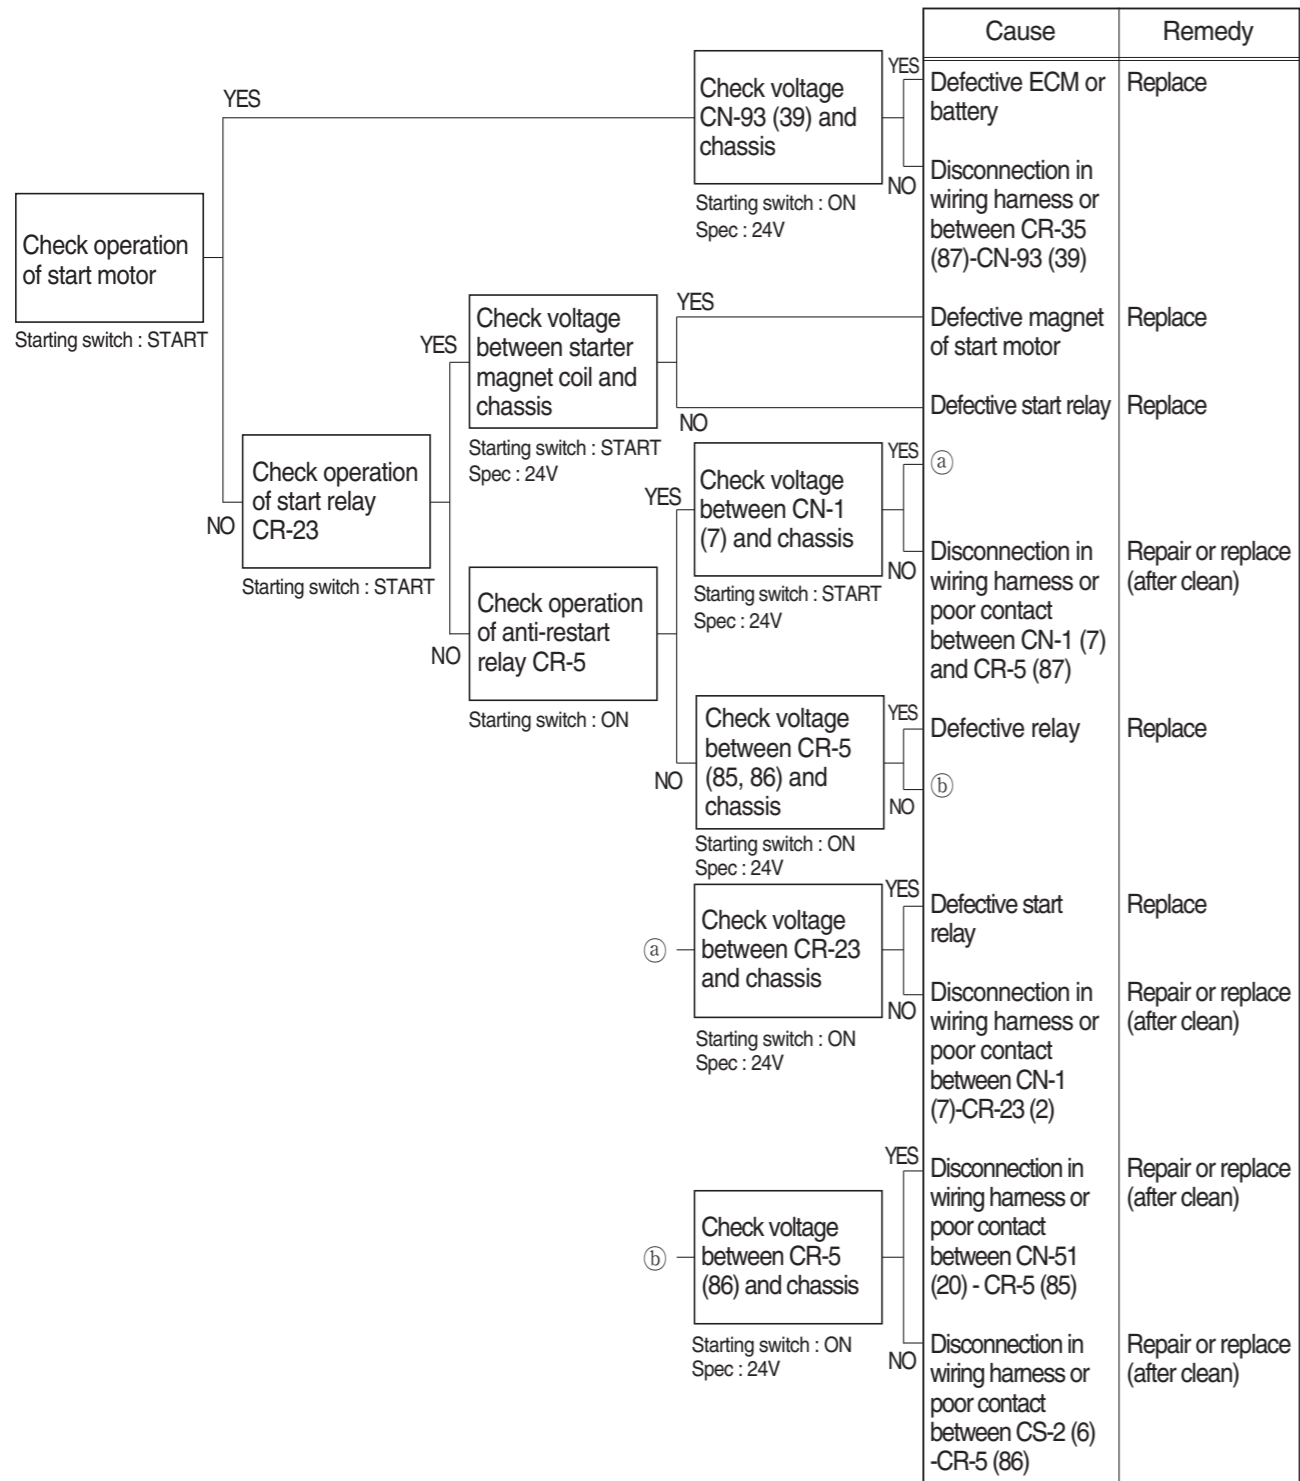 Cause
Remedy
YES
Check voltage
CN-93 (39) and
chassis
Starting switch : ON
Spec : 24V
YES
Defective ECM or
battery
Replace
NO
Disconnection in
wiring harness or
between CR-35
(87)-CN-93 (39)
Check operation
of start motor
Starting switch : START
YES
Check voltage
between starter
magnet coil and
chassis
Starting switch : START
Spec : 24V
YES
Defective magnet
of start motor
Replace
NO
Defective start relay
Replace
NO
Check operation
of start relay
CR-23
Starting switch : START
YES
Check voltage
between CN-1
(7) and chassis
Starting switch : START
Spec : 24V
YES
ⓐ
NO
Disconnection in
wiring harness or
poor contact
between CN-1 (7)
and CR-5 (87)
Repair or replace
(after clean)
NO
Check operation
of anti-restart
relay CR-5
Starting switch : ON
NO
Check voltage
between CR-5
(85, 86) and
chassis
Starting switch : ON
Spec : 24V
YES
Defective relay
Replace
NO
ⓑ
ⓐ
Check voltage
between CR-23
and chassis
Starting switch : ON
Spec : 24V
YES
Defective start
relay
Replace
NO
Disconnection in
wiring harness or
poor contact
between CN-1
(7)-CR-23 (2)
Repair or replace
(after clean)
ⓑ
Check voltage
between CR-5
(86) and chassis
Starting switch : ON
Spec : 24V
YES
Disconnection in
wiring harness or
poor contact
between CN-51
(20) - CR-5 (85)
Repair or replace
(after clean)
NO
Disconnection in
wiring harness or
poor contact
between CS-2 (6)
-CR-5 (86)
Repair or replace
(after clean)